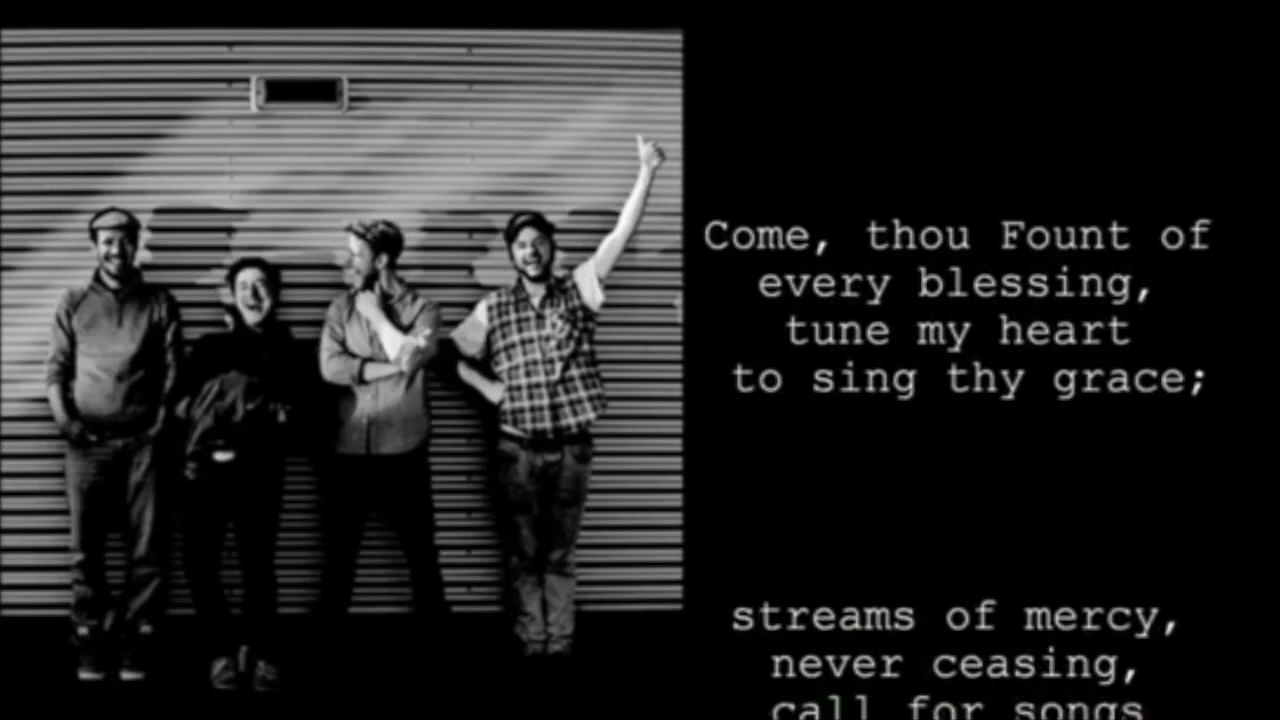 Come, thou Fount of
every blessing,
tune my heart
to sing thy grace;
streams of mercy,
never ceasing,
call for songs